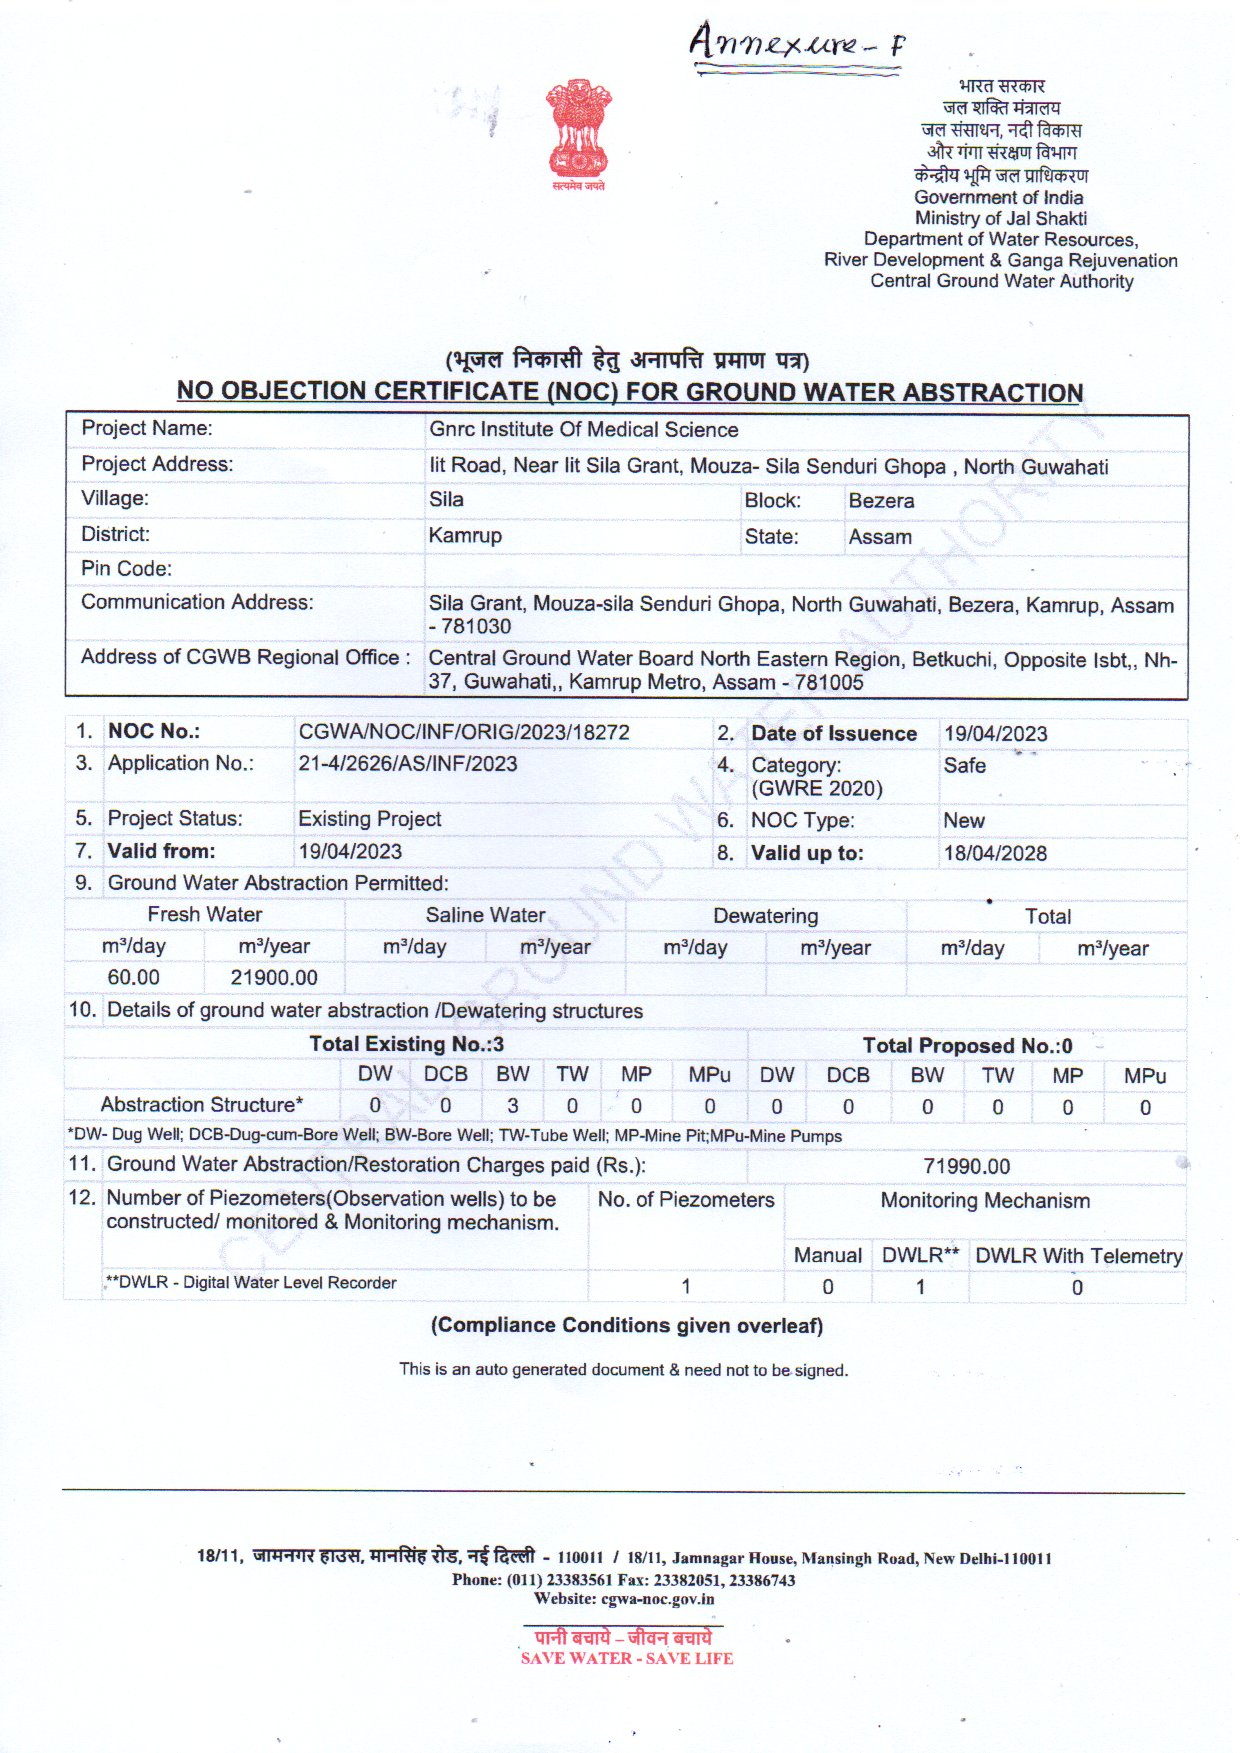 Annexure - F
सत्यमेव जयते
भारत सरकार
जल शक्ति मंत्रालय
जल संसाधन, नदी विकास
और गंगा संरक्षण विभाग
केन्द्रीय भूमि जल प्राधिकरण
Government of India
Ministry of Jal Shakti
Department of Water Resources,
River Development & Ganga Rejuvenation
Central Ground Water Authority
(भूजल निकासी हेतु अनापत्ति प्रमाण पत्र)
NO OBJECTION CERTIFICATE (NOC) FOR GROUND WATER ABSTRACTION
Project Name: Gnrc Institute Of Medical Science
Project Address: Iit Road, Near Iit Sila Grant, Mouza- Sila Senduri Ghopa , North Guwahati
Village: Sila Block: Bezera
District: Kamrup State: Assam
Pin Code:
Communication Address: Sila Grant, Mouza-sila Senduri Ghopa, North Guwahati, Bezera, Kamrup, Assam
- 781030
Address of CGWB Regional Office : Central Ground Water Board North Eastern Region, Betkuchi, Opposite Isbt,, Nh-
37, Guwahati,, Kamrup Metro, Assam - 781005
1. NOC No.: CGWA/NOC/INF/ORIG/2023/18272 2. Date of Issuence 19/04/2023
3. Application No.: 21-4/2626/AS/INF/2023 4. Category: Safe
(GWRE 2020)
5. Project Status: Existing Project 6. NOC Type: New
7. Valid from: 19/04/2023 8. Valid up to: 18/04/2028
9. Ground Water Abstraction Permitted:
Fresh Water Saline Water Dewatering Total
m³/day m³/year m³/day m³/year m³/day m³/year m³/day m³/year
60.00 21900.00
10. Details of ground water abstraction /Dewatering structures
Total Existing No.:3 Total Proposed No.:0
DW DCB BW TW MP MPu DW DCB BW TW MP MPu
Abstraction Structure* 0 0 3 0 0 0 0 0 0 0 0 0
*DW- Dug Well; DCB-Dug-cum-Bore Well; BW-Bore Well; TW-Tube Well; MP-Mine Pit;MPu-Mine Pumps
11. Ground Water Abstraction/Restoration Charges paid (Rs.): 71990.00
12. Number of Piezometers(Observation wells) to be No. of Piezometers Monitoring Mechanism
constructed/ monitored & Monitoring mechanism.
Manual DWLR** DWLR With Telemetry
**DWLR - Digital Water Level Recorder 1 0 1 0
CENTRAL GROUND WATER AUTHORITY
(Compliance Conditions given overleaf)
This is an auto generated document & need not to be signed.
18/11, जामनगर हाउस, मानसिंह रोड, नई दिल्ली - 110011 / 18/11, Jamnagar House, Mansingh Road, New Delhi-110011
Phone: (011) 23383561 Fax: 23382051, 23386743
Website: cgwa-noc.gov.in
पानी बचाये – जीवन बचाये
SAVE WATER - SAVE LIFE